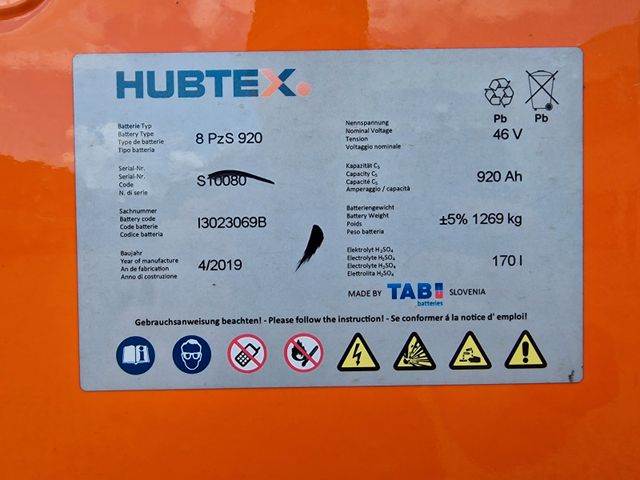 HUBTEX.
Pb Pb
Batterie Typ
Battery Type
Type de batterie
Tipo batteria
8 PzS 920
Nennspannung
Nominal Voltage
Tension
Voltaggio nominale
46 V
Serial-Nr.
Serial-Nr.
Code
N. di serie
S10080
Kapazität C₅
Capacity C₅
Capacité C₅
Amperaggio / capacità
920 Ah
Sachnummer
Battery code
Code batterie
Codice batteria
I3023069B
Batteriengewicht
Battery Weight
Poids
Peso batteria
±5% 1269 kg
Baujahr
Year of manufacture
An de fabrication
Anno di costruzione
4/2019
Elektrolyt H₂SO₄
Electrolyte H₂SO₄
Electrolyte H₂SO₄
Elettrolita H₂SO₄
170 l
MADE BY TAB batteries SLOVENIA
Gebrauchsanweisung beachten! - Please follow the instruction! - Se conformer á la notice d' emploi!